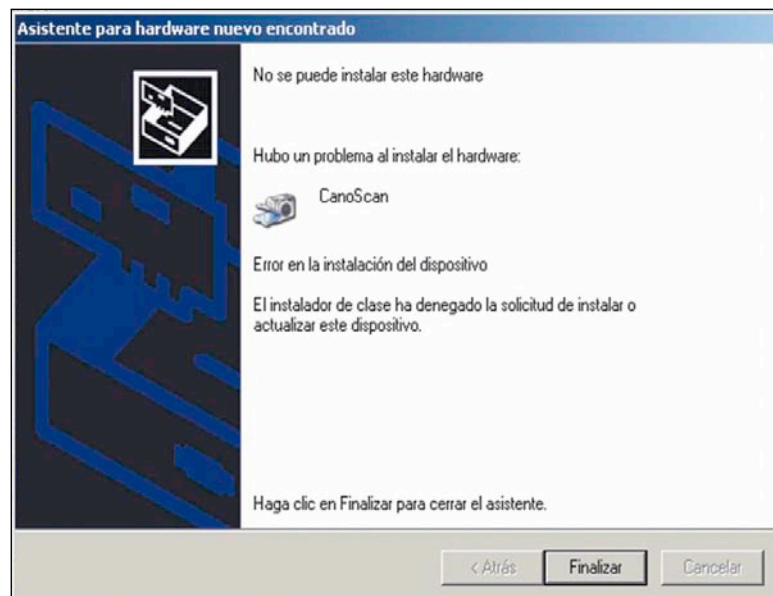 Asistente para hardware nuevo encontrado
No se puede instalar este hardware
Hubo un problema al instalar el hardware:
CanoScan
Error en la instalación del dispositivo
El instalador de clase ha denegado la solicitud de instalar o
actualizar este dispositivo.
Haga clic en Finalizar para cerrar el asistente.
< Atrás
Finalizar
Cancelar